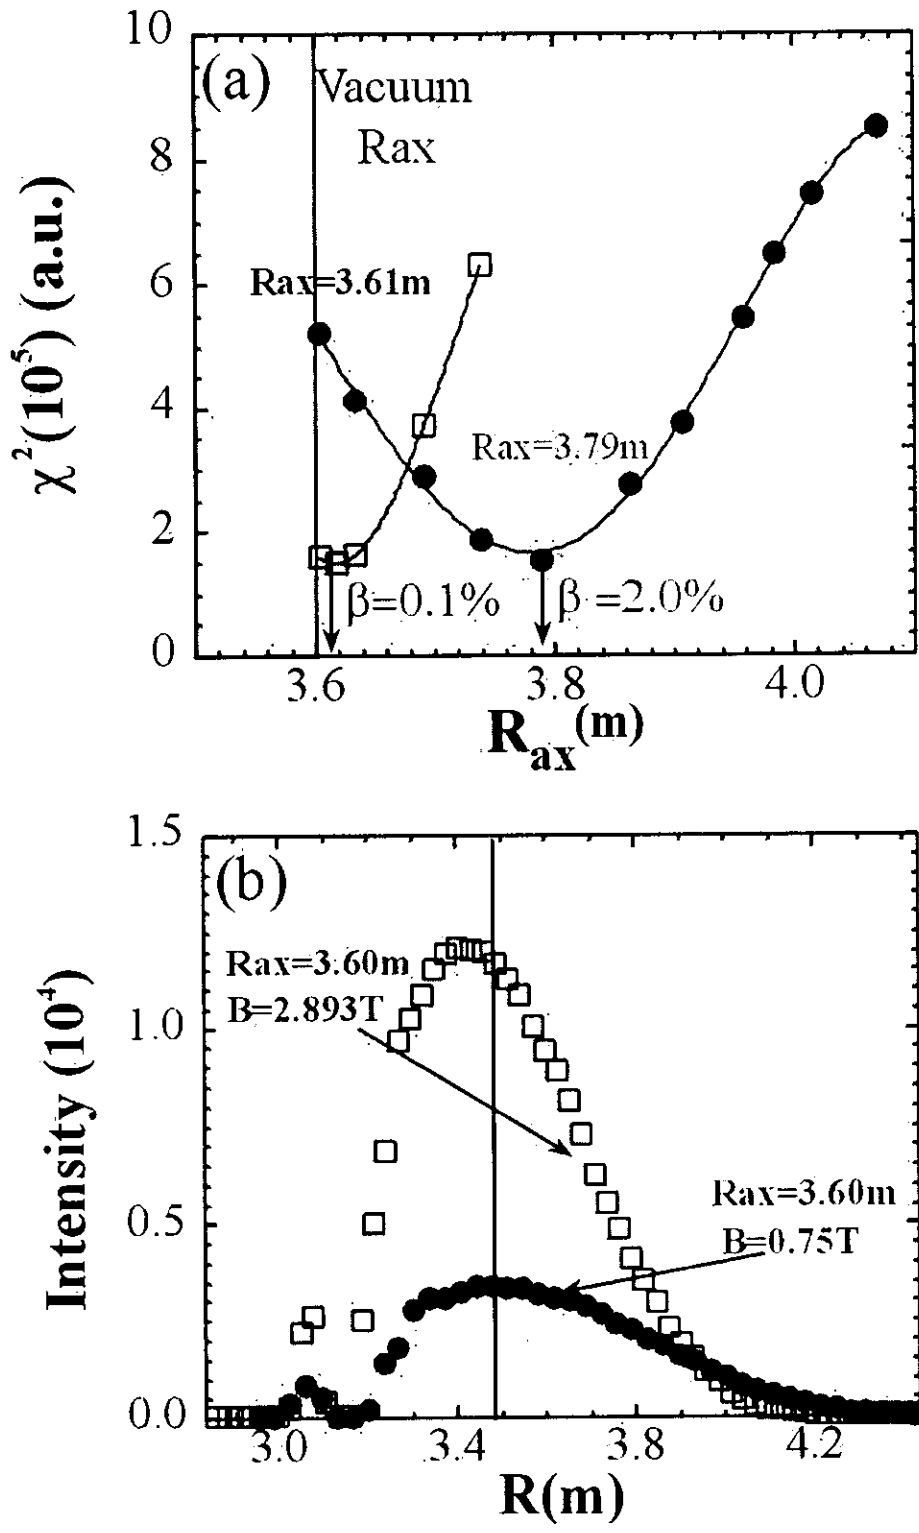 10
(a)
Vacuum
Rax
8
6
4
2
0
χ²(10⁵) (a.u.)
Rax=3.61m
Rax=3.79m
β=0.1%
β =2.0%
3.6 3.8 4.0
Rax(m)
1.5
(b)
1.0
0.5
0.0
Intensity (10⁴)
Rax=3.60m
B=2.893T
Rax=3.60m
B=0.75T
3.0 3.4 3.8 4.2
R(m)